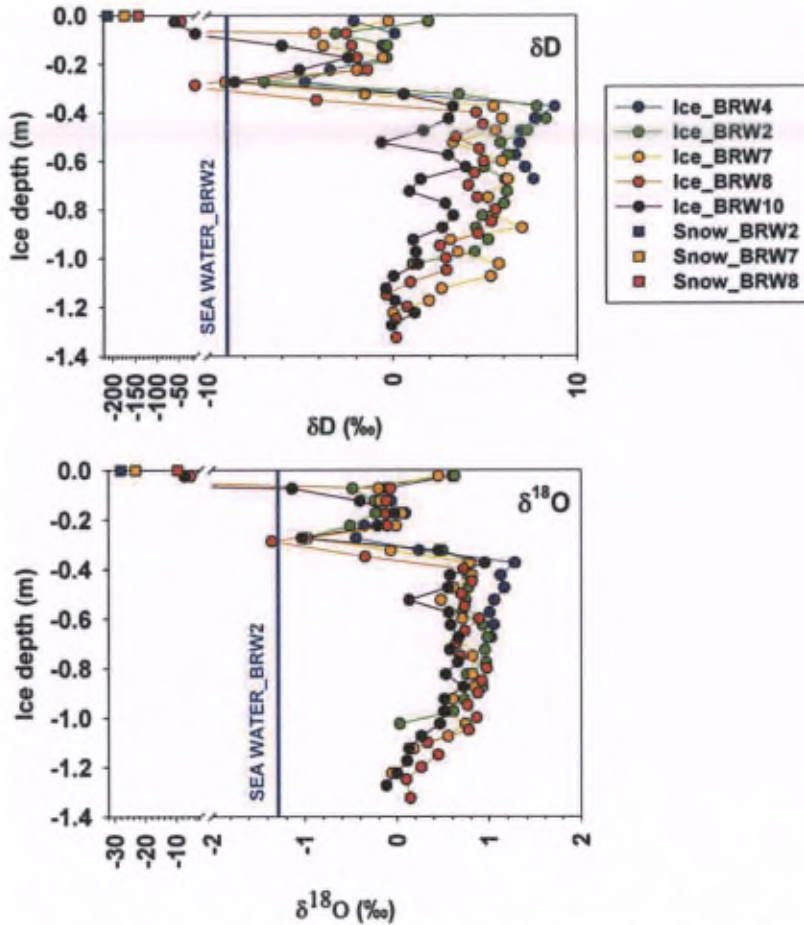 δD
0.0
-0.2
-0.4
-0.6
-0.8
-1.0
-1.2
-1.4
Ice depth (m)
SEA WATER_BRW2
-200
-150
-100
-50
-10
0
10
δD (‰)
Ice_BRW4
Ice_BRW2
Ice_BRW7
Ice_BRW8
Ice_BRW10
Snow_BRW2
Snow_BRW7
Snow_BRW8
δ18O
0.0
-0.2
-0.4
-0.6
-0.8
-1.0
-1.2
-1.4
Ice depth (m)
SEA WATER_BRW2
-30
-20
-10
-2
-1
0
1
2
δ18O (‰)